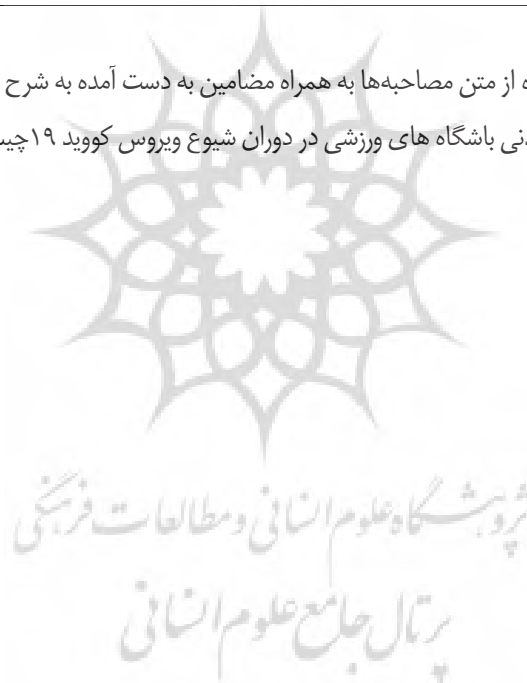 ه از متن مصاحبه‌ها به همراه مضامین به دست آمده به شرح
دنی باشگاه های ورزشی در دوران شیوع ویروس کووید ۱۹چیس
پژوهشگاه علوم انسانی و مطالعات فرهنگی
پرتال جامع علوم انسانی